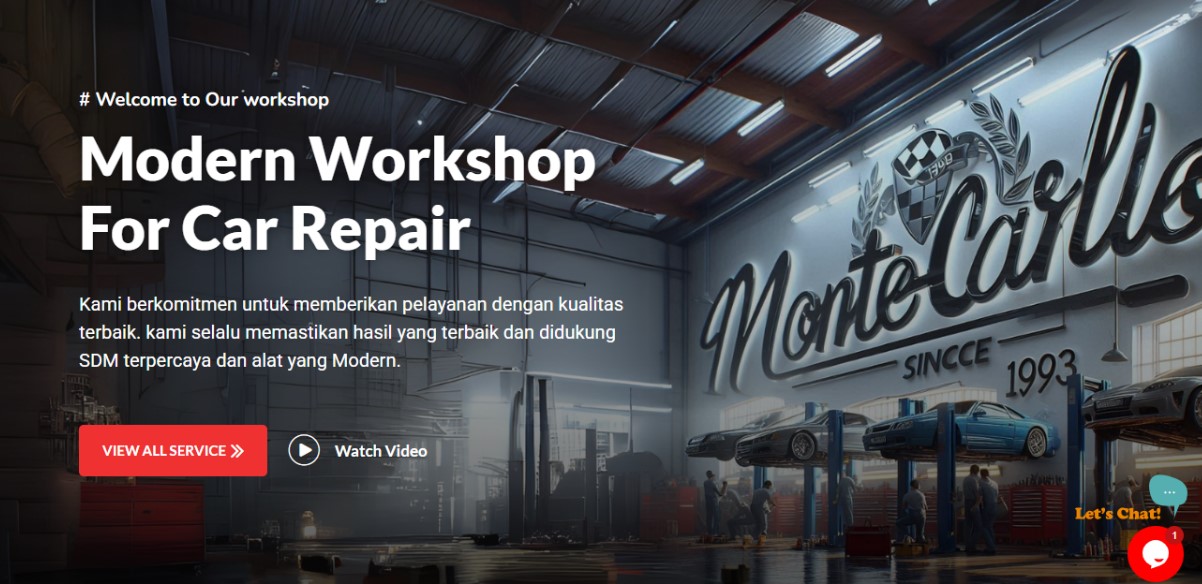 # Welcome to Our workshop
Modern Workshop
For Car Repair
Kami berkomitmen untuk memberikan pelayanan dengan kualitas
terbaik. kami selalu memastikan hasil yang terbaik dan didukung
SDM terpercaya dan alat yang Modern.
VIEW ALL SERVICE
Watch Video
Monte Carllo
SINCCE
1993
Let's Chat!
1